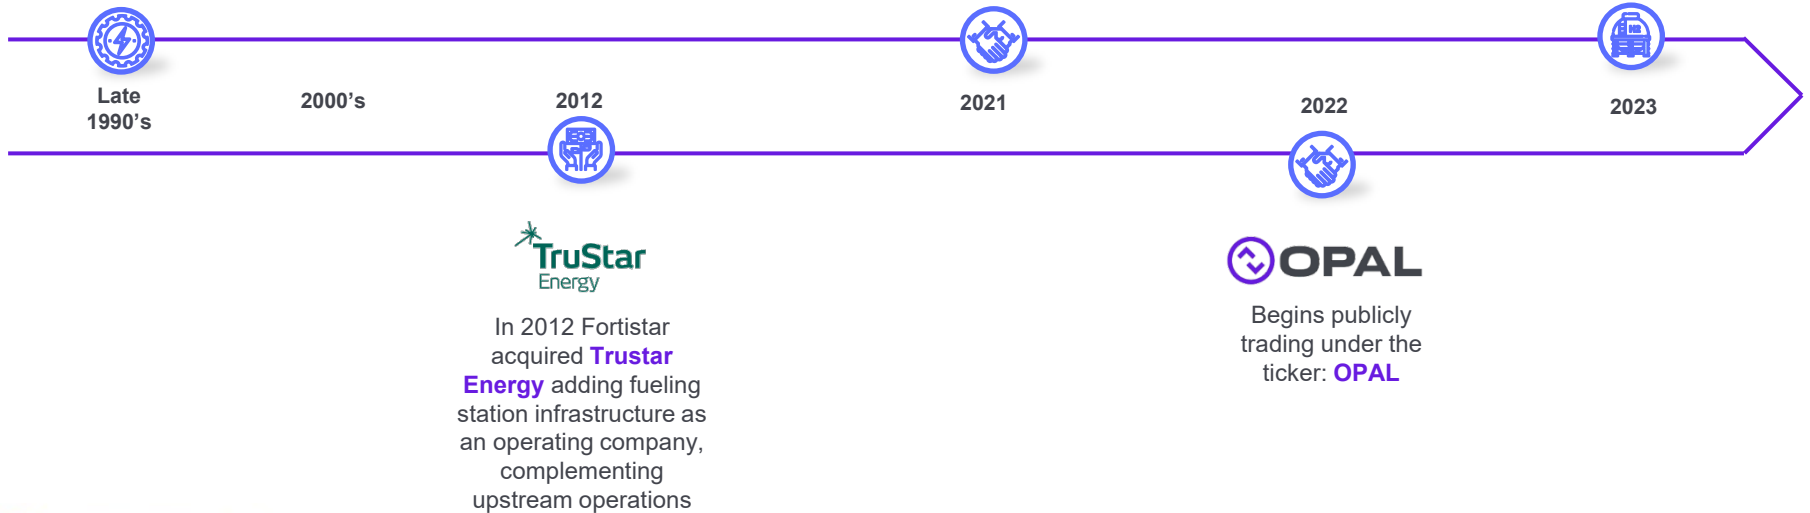 Late
1990's
2000's
2012
2021
2022
2023
H2
TruStar
Energy
In 2012 Fortistar
acquired Trustar
Energy adding fueling
station infrastructure as
an operating company,
complementing
upstream operations
OPAL
Begins publicly
trading under the
ticker: OPAL